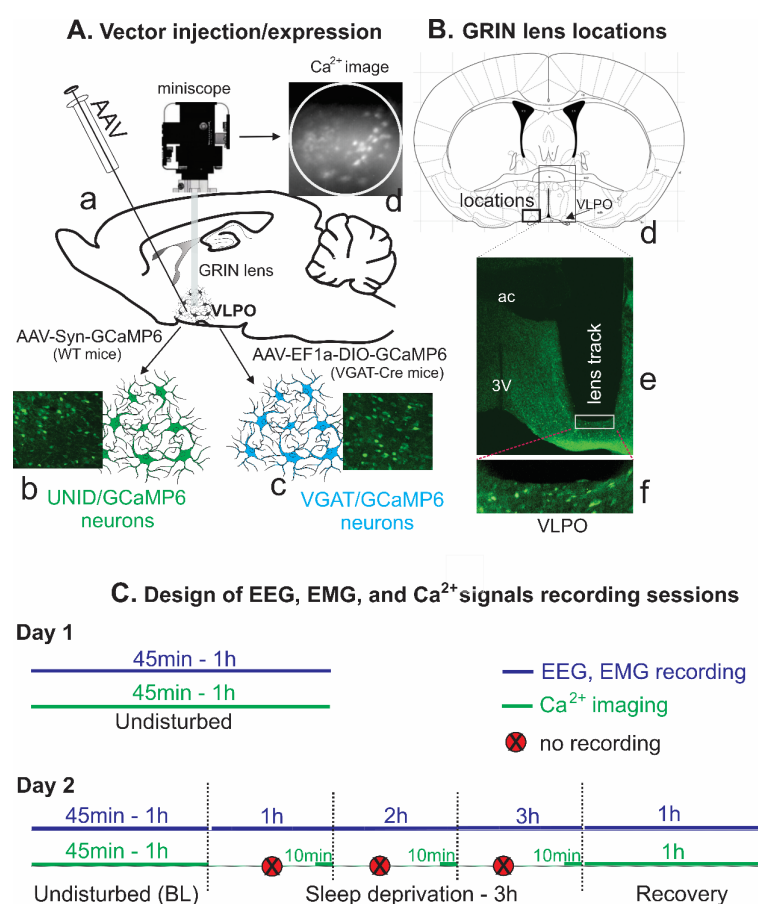 A. Vector injection/expression
B. GRIN lens locations
miniscope
Ca2+ image
AAV
a
d
GRIN lens
VLPO
AAV-Syn-GCaMP6
(WT mice)
AAV-EF1a-DIO-GCaMP6
(VGAT-Cre mice)
b
UNID/GCaMP6
neurons
c
VGAT/GCaMP6
neurons
locations
VLPO
d
ac
3V
lens track
e
f
VLPO
C. Design of EEG, EMG, and Ca2+signals recording sessions
Day 1
45min - 1h
45min - 1h
Undisturbed
EEG, EMG recording
Ca2+ imaging
X no recording
Day 2
45min - 1h 1h 2h 3h 1h
45min - 1h X 10min X 10min X 10min 1h
Undisturbed (BL) Sleep deprivation - 3h Recovery